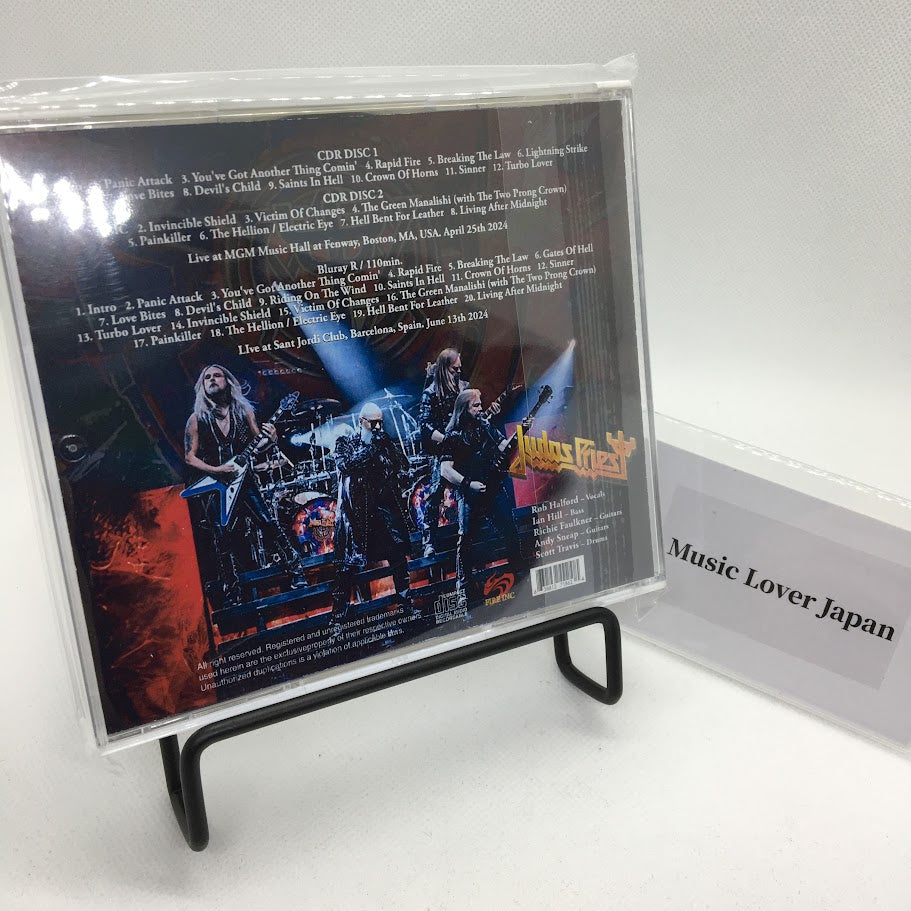 CDR DISC 1
Panic Attack 3. You've Got Another Thing Comin' 4. Rapid Fire 5. Breaking The Law 6. Lightning Strike
Love Bites 8. Devil's Child 9. Saints In Hell 10. Crown Of Horns 11. Sinner 12. Turbo Lover
CDR DISC 2
2. Invincible Shield 3. Victim Of Changes 4. The Green Manalishi (with The Two Prong Crown)
5. Painkiller 6. The Hellion / Electric Eye 7. Hell Bent For Leather 8. Living After Midnight
Live at MGM Music Hall at Fenway, Boston, MA, USA. April 25th 2024
Bluray R / 110min.
1. Intro 2. Panic Attack 3. You've Got Another Thing Comin' 4. Rapid Fire 5. Breaking The Law 6. Gates Of Hell
7. Love Bites 8. Devil's Child 9. Riding On The Wind 10. Saints In Hell 11. Crown Of Horns 12. Sinner
13. Turbo Lover 14. Invincible Shield 15. Victim Of Changes 16. The Green Manalishi (with The Two Prong Crown)
17. Painkiller 18. The Hellion / Electric Eye 19. Hell Bent For Leather 20. Living After Midnight
LIve at Sant Jordi Club, Barcelona, Spain. June 13th 2024
Judas Priest
Rob Halford – Vocals
Ian Hill – Bass
Richie Faulkner – Guitars
Andy Sneap – Guitars
Scott Travis – Drums
COMPACT
disc
DIGITAL AUDIO
FIRE INC
All right reserved. Registered and unregistered trademarks
used herein are the exclusiveproperty of their respective owners
Unauthorized duplications is a violation of applicable laws.
Music Lover Japan